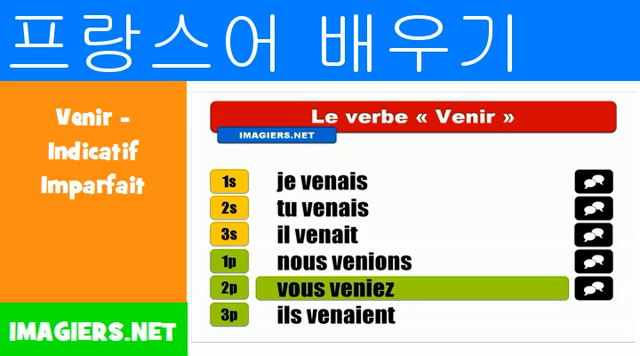 프랑스어 배우기
Venir -
Indicatif
Imparfait
IMAGIERS.NET
Le verbe « Venir »
IMAGIERS.NET
1s je venais
2s tu venais
3s il venait
1p nous venions
2p vous veniez
3p ils venaient